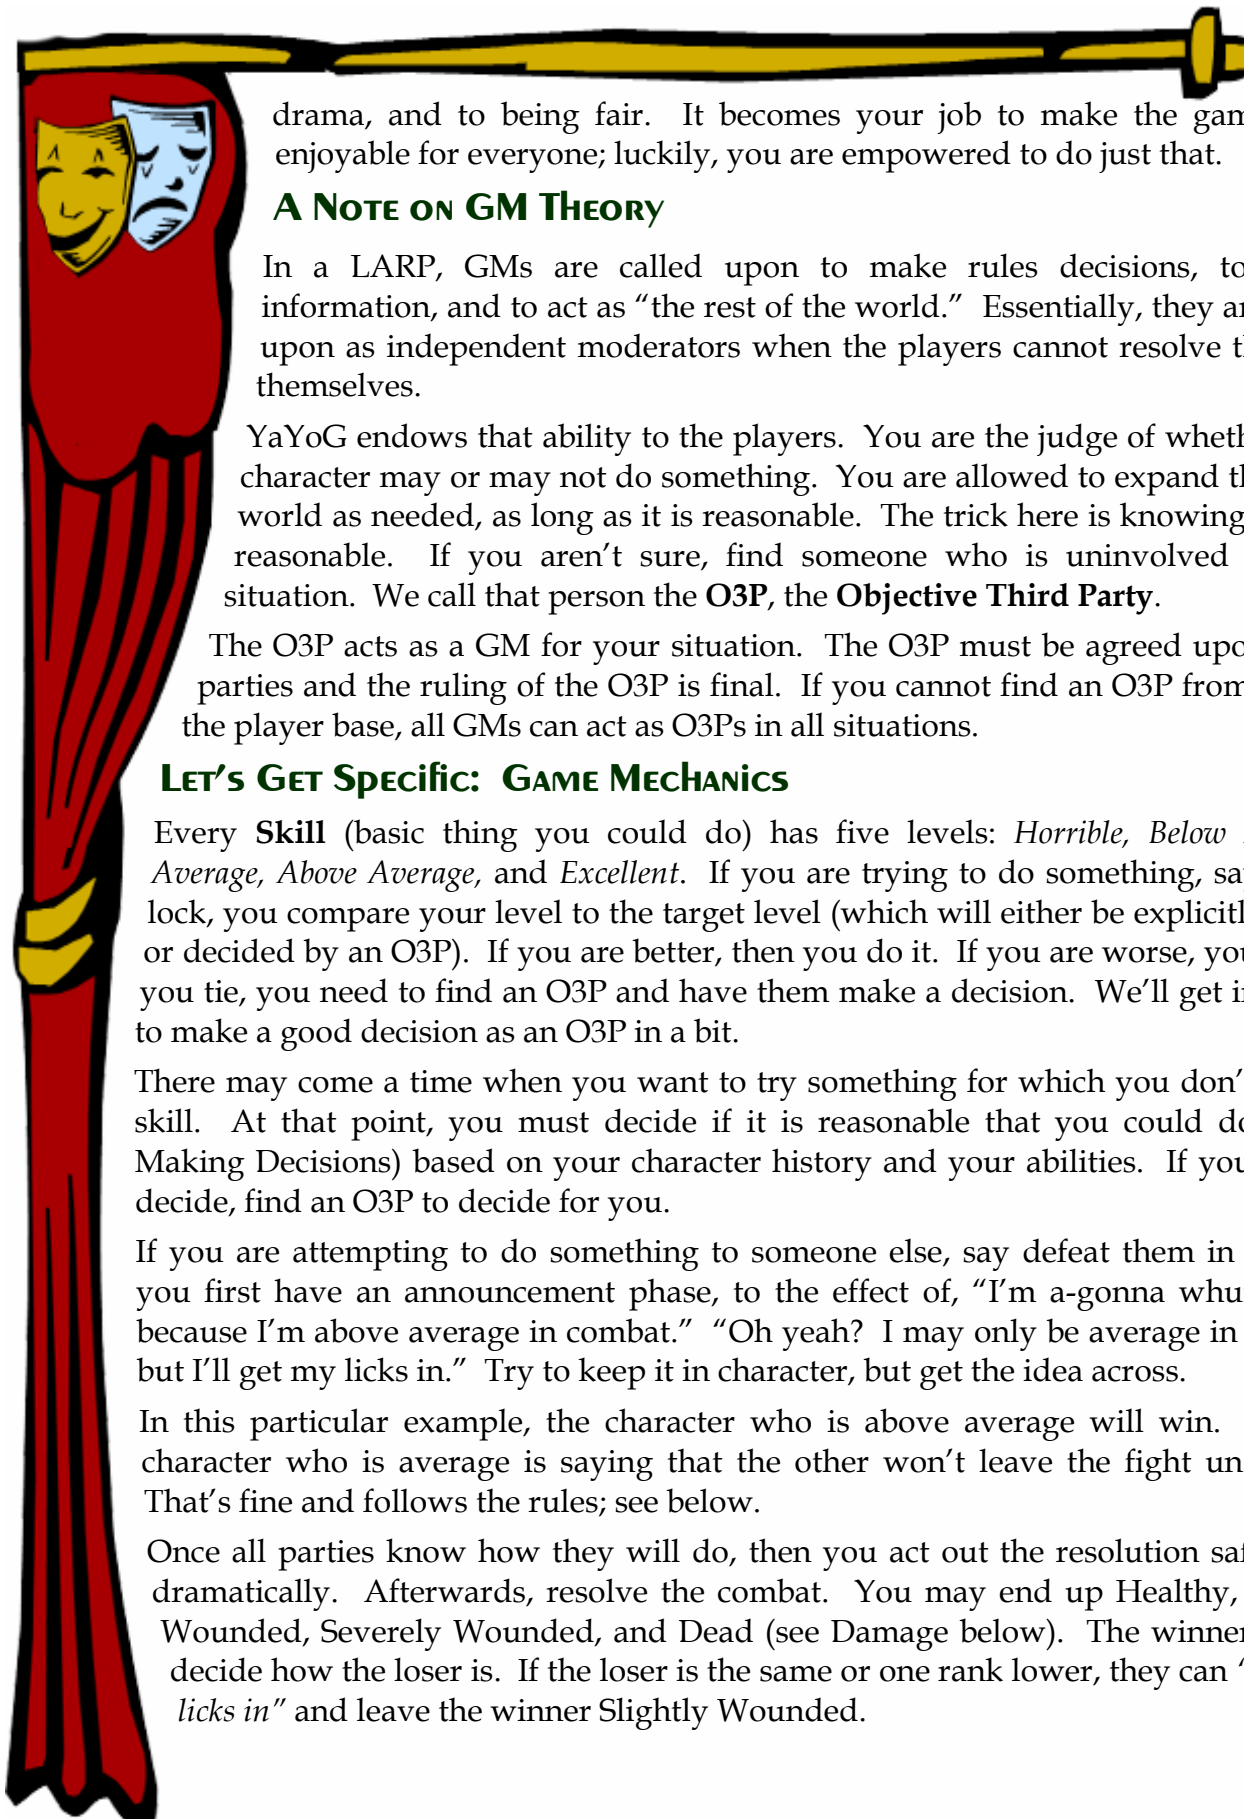 drama, and to being fair. It becomes your job to make the gam
enjoyable for everyone; luckily, you are empowered to do just that.
A Note on GM Theory
In a LARP, GMs are called upon to make rules decisions, to
information, and to act as “the rest of the world.” Essentially, they ar
upon as independent moderators when the players cannot resolve t
themselves.
YaYoG endows that ability to the players. You are the judge of wheth
character may or may not do something. You are allowed to expand th
world as needed, as long as it is reasonable. The trick here is knowing
reasonable. If you aren’t sure, find someone who is uninvolved
situation. We call that person the O3P, the Objective Third Party.
The O3P acts as a GM for your situation. The O3P must be agreed upo
parties and the ruling of the O3P is final. If you cannot find an O3P from
the player base, all GMs can act as O3Ps in all situations.
Let’s Get Specific: Game Mechanics
Every Skill (basic thing you could do) has five levels: Horrible, Below
Average, Above Average, and Excellent. If you are trying to do something, say
lock, you compare your level to the target level (which will either be explicitl
or decided by an O3P). If you are better, then you do it. If you are worse, you
you tie, you need to find an O3P and have them make a decision. We’ll get i
to make a good decision as an O3P in a bit.
There may come a time when you want to try something for which you don’
skill. At that point, you must decide if it is reasonable that you could do
Making Decisions) based on your character history and your abilities. If you
decide, find an O3P to decide for you.
If you are attempting to do something to someone else, say defeat them in
you first have an announcement phase, to the effect of, “I’m a-gonna whu
because I’m above average in combat.” “Oh yeah? I may only be average in
but I’ll get my licks in.” Try to keep it in character, but get the idea across.
In this particular example, the character who is above average will win.
character who is average is saying that the other won’t leave the fight un
That’s fine and follows the rules; see below.
Once all parties know how they will do, then you act out the resolution saf
dramatically. Afterwards, resolve the combat. You may end up Healthy,
Wounded, Severely Wounded, and Dead (see Damage below). The winner
decide how the loser is. If the loser is the same or one rank lower, they can “
licks in” and leave the winner Slightly Wounded.